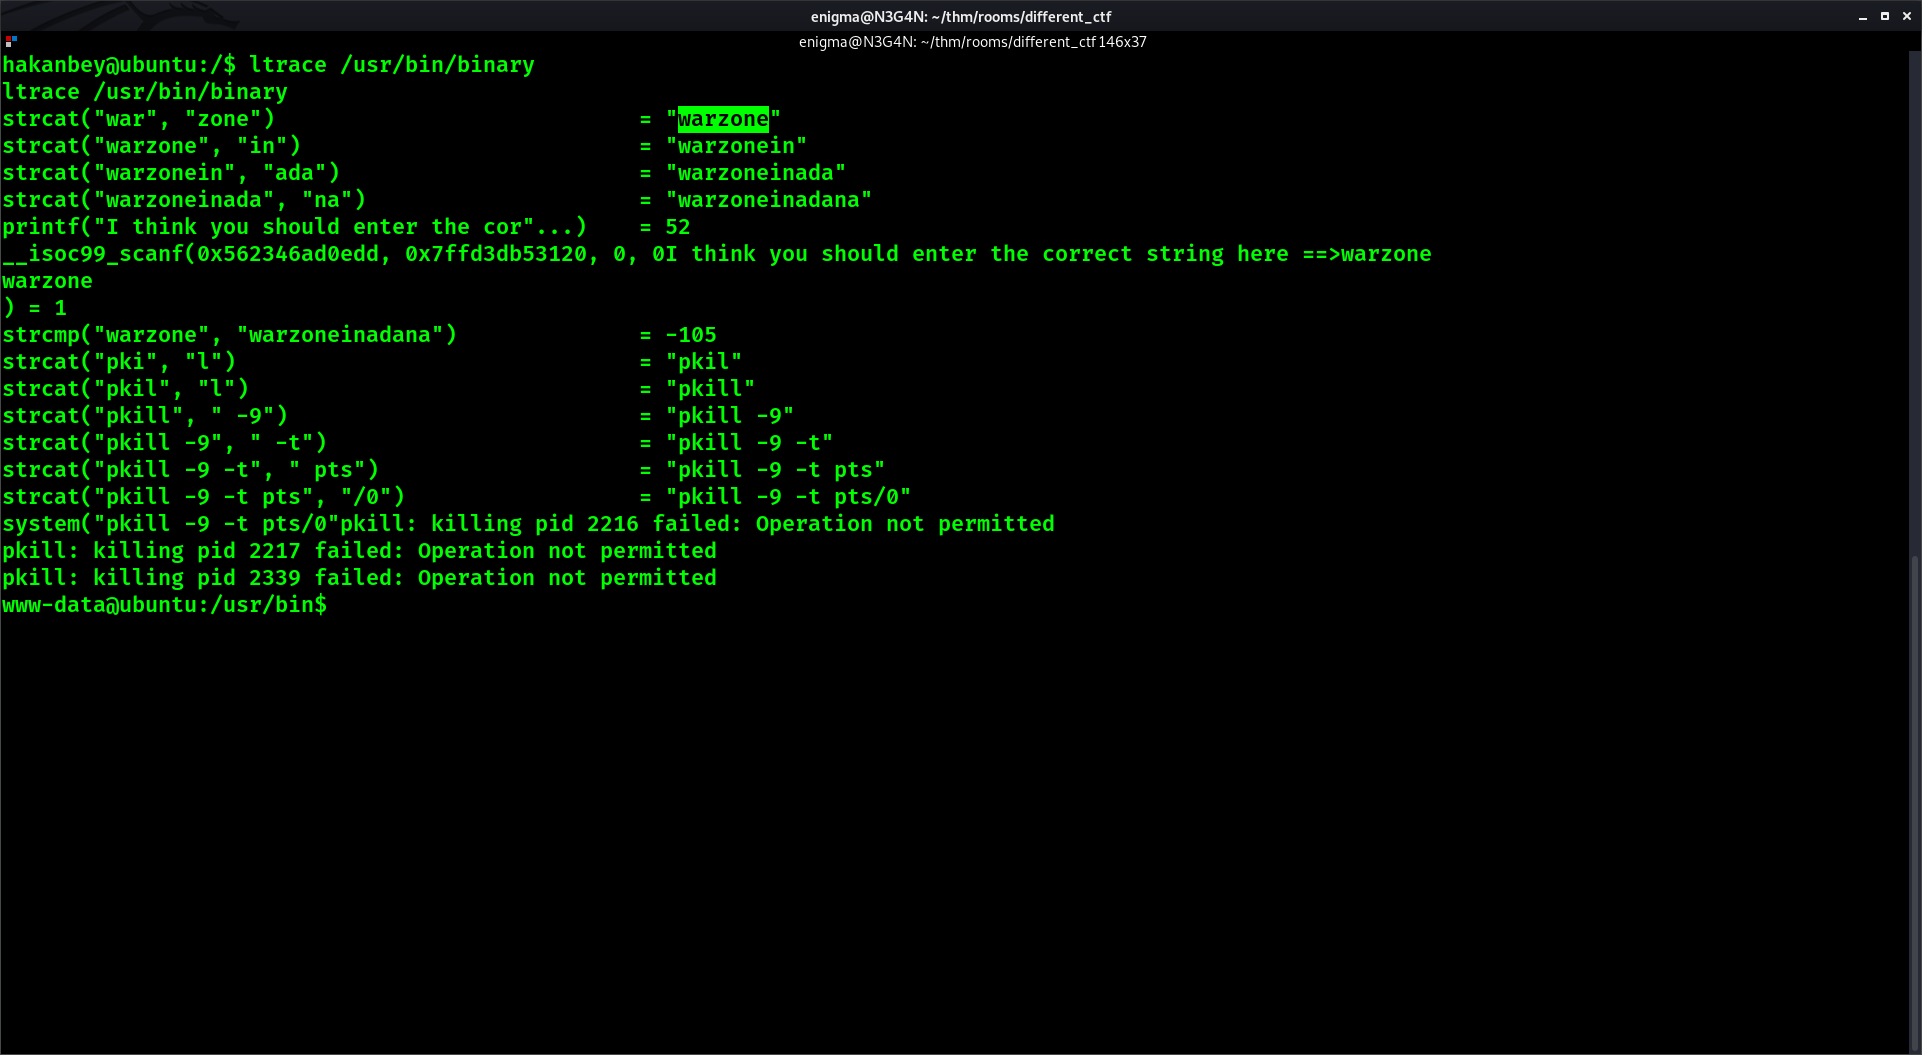 enigma@N3G4N: ~/thm/rooms/different_ctf
enigma@N3G4N: ~/thm/rooms/different_ctf 146x37
hakanbey@ubuntu:/$ ltrace /usr/bin/binary
ltrace /usr/bin/binary
strcat("war", "zone")                            = "warzone"
strcat("warzone", "in")                          = "warzonein"
strcat("warzonein", "ada")                       = "warzoneinada"
strcat("warzoneinada", "na")                     = "warzoneinadana"
printf("I think you should enter the cor"...)    = 52
__isoc99_scanf(0x562346ad0edd, 0x7ffd3db53120, 0, 0I think you should enter the correct string here ==>warzone
warzone
) = 1
strcmp("warzone", "warzoneinadana")              = -105
strcat("pki", "l")                               = "pkil"
strcat("pkil", "l")                              = "pkill"
strcat("pkill", " -9")                           = "pkill -9"
strcat("pkill -9", " -t")                        = "pkill -9 -t"
strcat("pkill -9 -t", " pts")                    = "pkill -9 -t pts"
strcat("pkill -9 -t pts", "/0")                  = "pkill -9 -t pts/0"
system("pkill -9 -t pts/0"pkill: killing pid 2216 failed: Operation not permitted
pkill: killing pid 2217 failed: Operation not permitted
pkill: killing pid 2339 failed: Operation not permitted
www-data@ubuntu:/usr/bin$